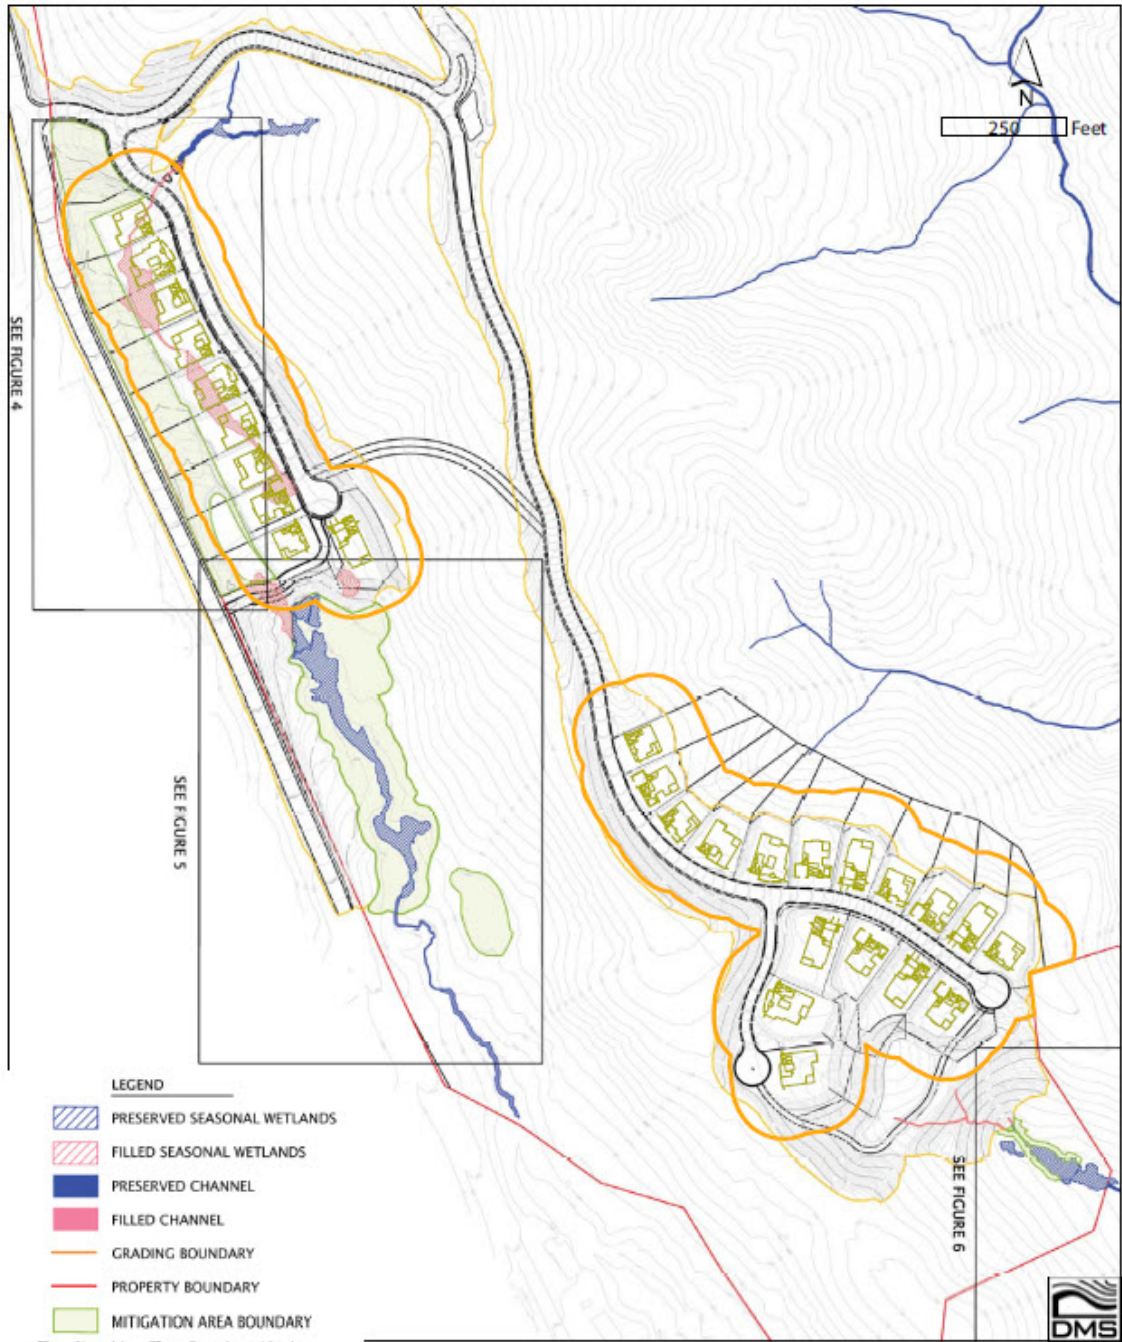 N
250 Feet
SEE FIGURE 4
SEE FIGURE 5
SEE FIGURE 6
LEGEND
PRESERVED SEASONAL WETLANDS
FILLED SEASONAL WETLANDS
PRESERVED CHANNEL
FILLED CHANNEL
GRADING BOUNDARY
PROPERTY BOUNDARY
MITIGATION AREA BOUNDARY
DMS